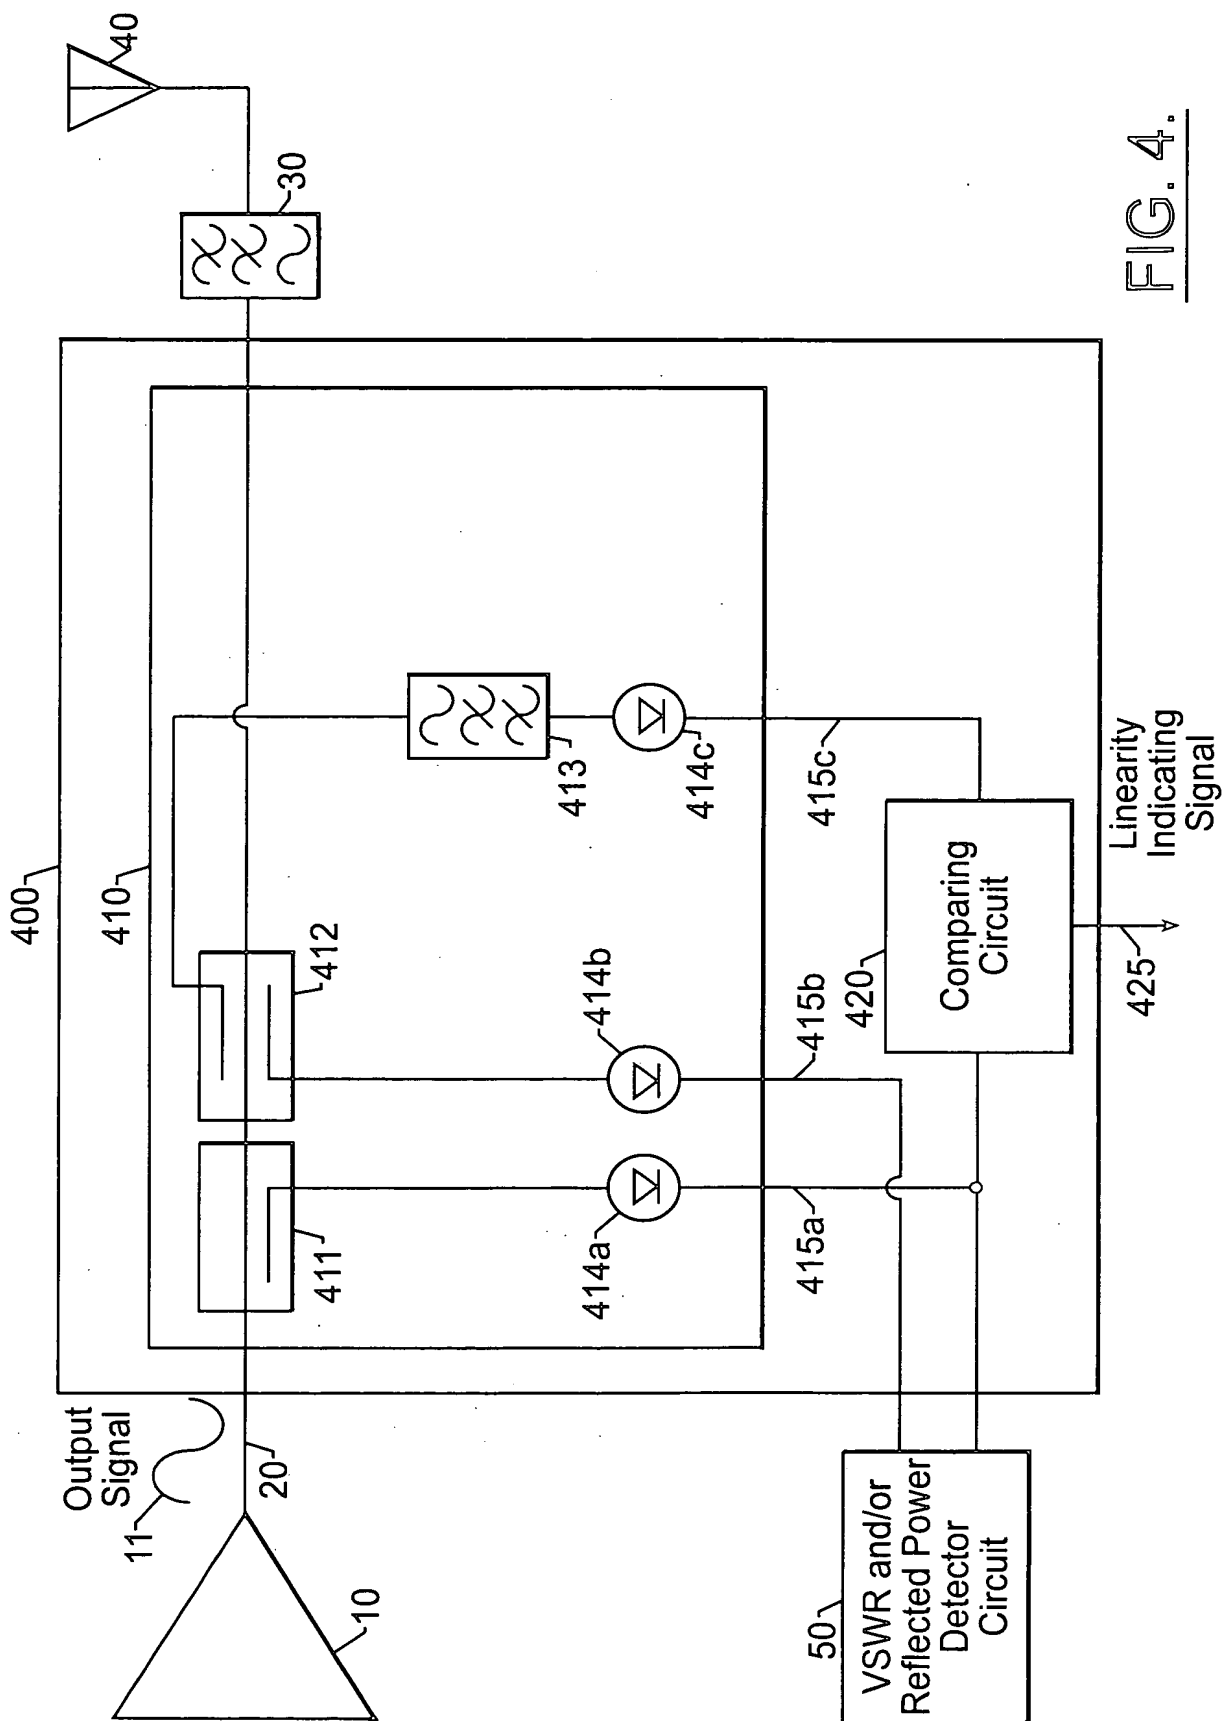 40
30
FIG. 4.
400
410
412
411
413
414c
414b
414a
415c
415b
415a
Output
Signal
11
20
10
420
Comparing
Circuit
Linearity
Indicating
Signal
425
50
VSWR and/or
Reflected Power
Detector
Circuit